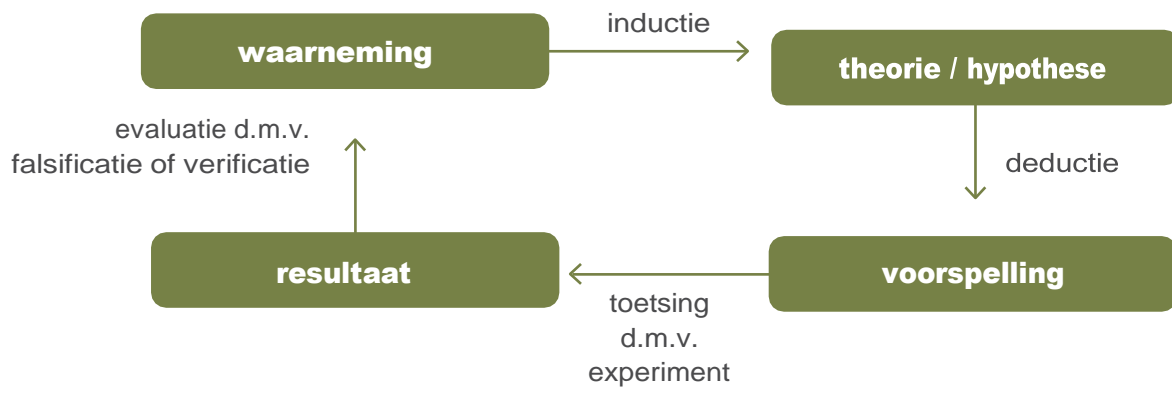 waarneming
inductie
theorie / hypothese
evaluatie d.m.v.
falsificatie of verificatie
deductie
resultaat
voorspelling
toetsing
d.m.v.
experiment